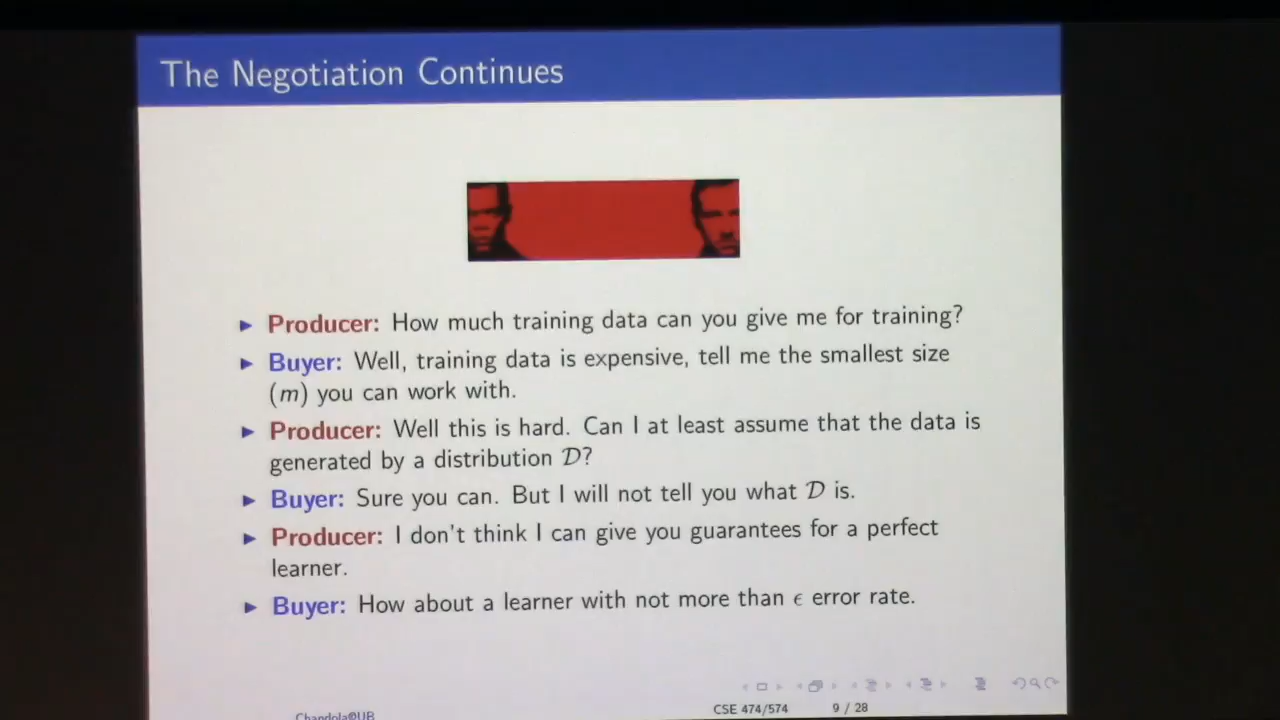 The Negotiation Continues
▶ Producer: How much training data can you give me for training?
▶ Buyer: Well, training data is expensive, tell me the smallest size
(m) you can work with.
▶ Producer: Well this is hard. Can I at least assume that the data is
generated by a distribution 𝒟?
▶ Buyer: Sure you can. But I will not tell you what 𝒟 is.
▶ Producer: I don't think I can give you guarantees for a perfect
learner.
▶ Buyer: How about a learner with not more than ϵ error rate.
Chandola@UB
CSE 474/574
9 / 28